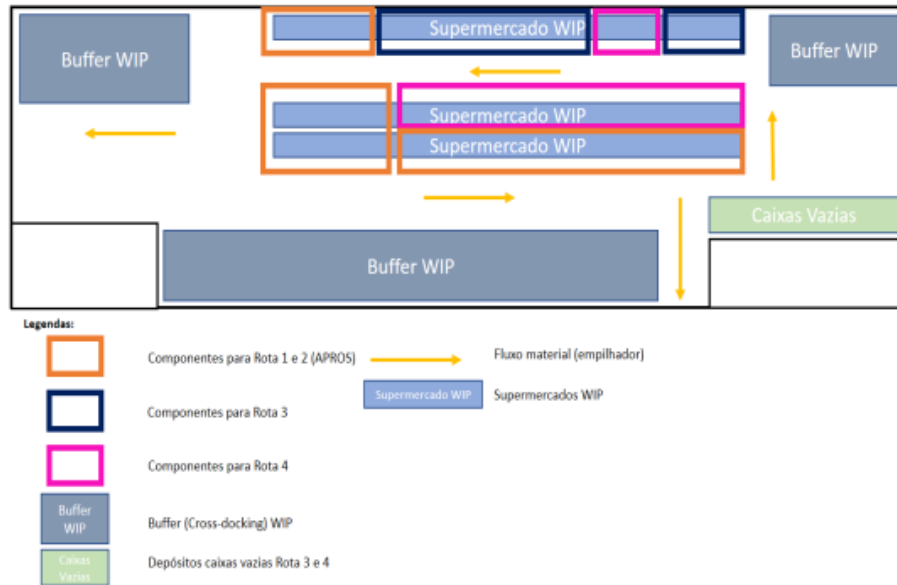 Supermercado WIP
Buffer WIP
Buffer WIP
Supermercado WIP
Supermercado WIP
Caixas Vazias
Buffer WIP
Legendas:
Componentes para Rota 1 e 2 (APROS)
Fluxo material (empilhador)
Supermercado WIP
Supermercados WIP
Componentes para Rota 3
Componentes para Rota 4
Buffer
WIP
Buffer (Cross-docking) WIP
Caixas
Vazias
Depósitos caixas vazias Rota 3 e 4